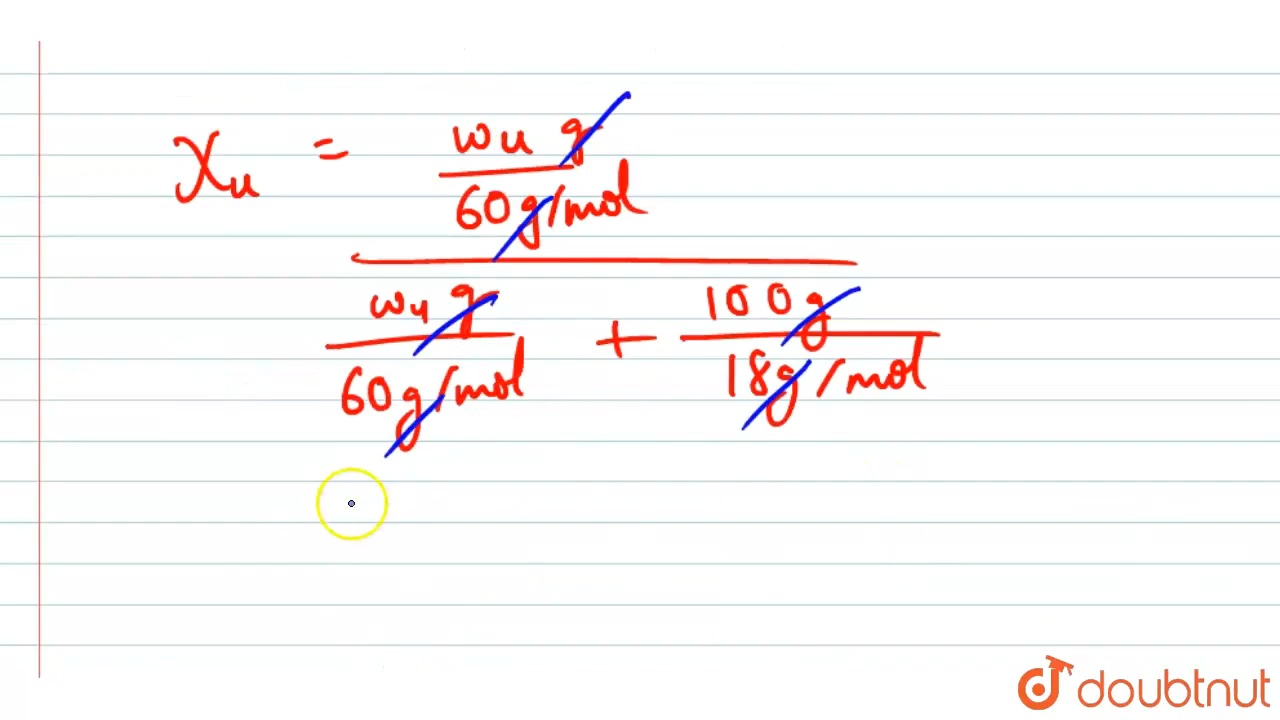 Xu = wu g
60 g/mol
wu g + 100 g
60 g/mol 18 g/mol
doubtnut